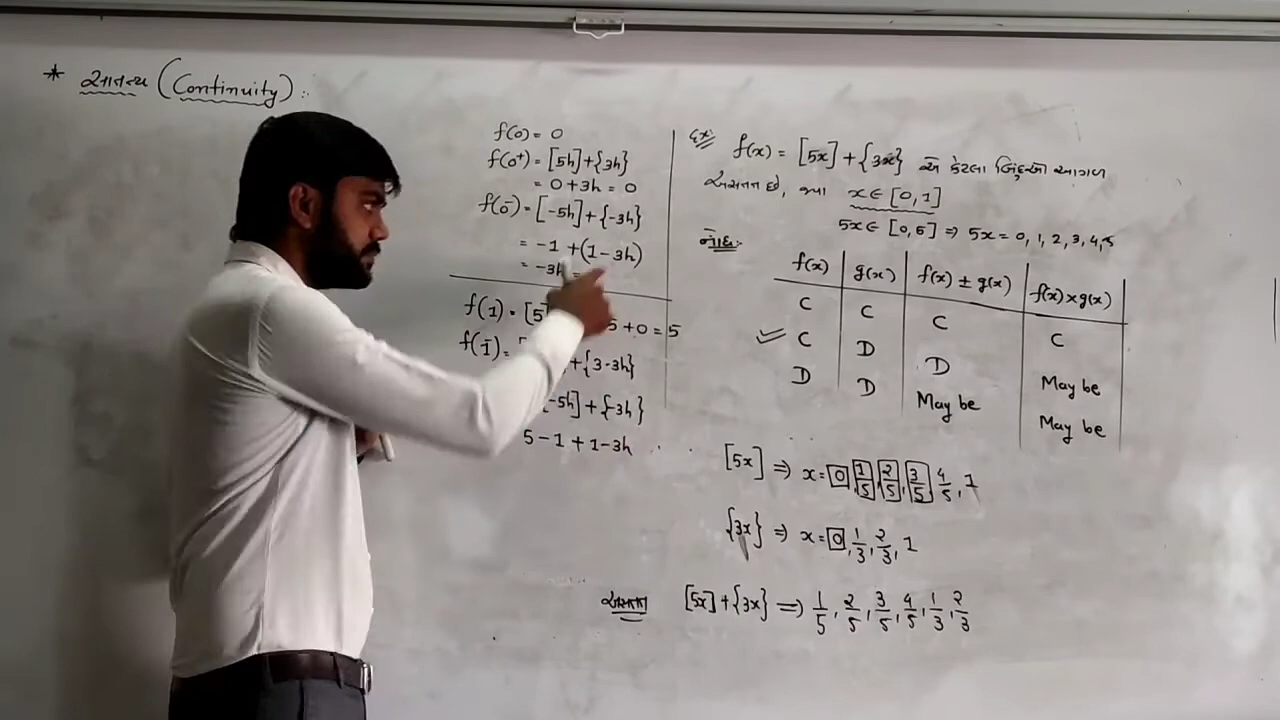 * સાતત્ય (Continuity) :
f(0) = 0
f(0⁺) = [5h] + {3h}
= 0 + 3h = 0
f(0⁻) = [-5h] + {-3h}
= -1 + (1 - 3h)
= -3h =
f(1) = [5] 5 + 0 = 5
f(1⁻) = + {3-3h}
-5h] + {-3h}
5 - 1 + 1 - 3h
Ex: f(x) = [5x] + {3x} એ કેટલા બિંદુઓ આગળ
અસતત છે, જ્યાં x ∈ [0, 1]
5x ∈ [0, 5] ⇒ 5x = 0, 1, 2, 3, 4, 5
નોંધ:
f(x) g(x) f(x) ± g(x) f(x) × g(x)
C C C C
✓ C D D May be
D D May be May be
[5x] ⇒ x = 0, 1/5, 2/5, 3/5, 4/5, 1
{3x} ⇒ x = 0, 1/3, 2/3, 1
અસતત [5x] + {3x} ⇒ 1/5, 2/5, 3/5, 4/5, 1/3, 2/3